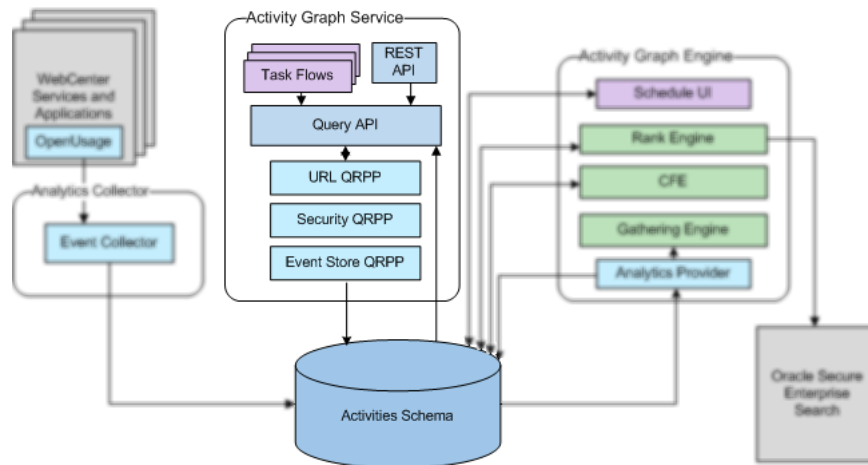 Activity Graph Service
Task Flows
REST
API
Query API
URL QRPP
Security QRPP
Event Store QRPP
Activities Schema
WebCenter
Services and
Applications
OpenUsage
Analytics Collector
Event Collector
Activity Graph Engine
Schedule UI
Rank Engine
CFE
Gathering Engine
Analytics Provider
Oracle Secure
Enterprise
Search